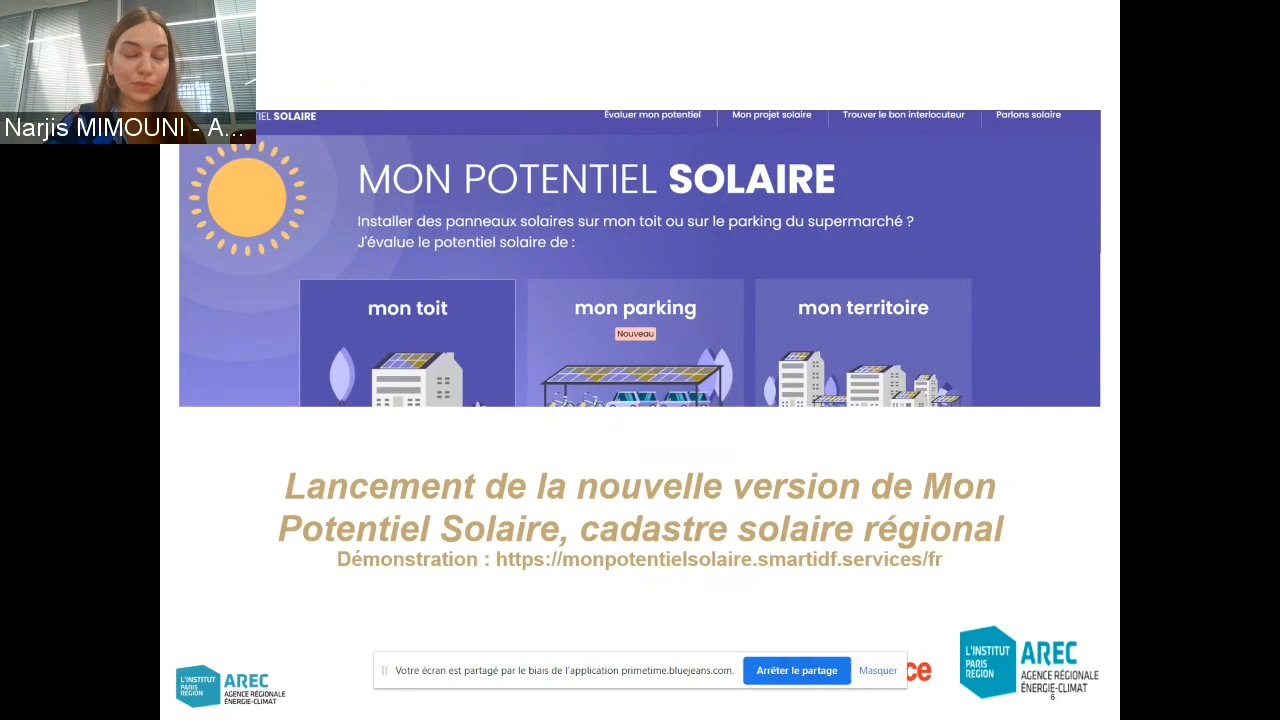 Narjis MIMOUNI - A...
TIEL SOLAIRE
Évaluer mon potentiel
Mon projet solaire
Trouver le bon interlocuteur
Parlons solaire
MON POTENTIEL SOLAIRE
Installer des panneaux solaires sur mon toit ou sur le parking du supermarché ?
J'évalue le potentiel solaire de :
mon toit
mon parking
Nouveau
mon territoire
Lancement de la nouvelle version de Mon
Potentiel Solaire, cadastre solaire régional
Démonstration : https://monpotentielsolaire.smartidf.services/fr
L'INSTITUT
PARIS
REGION
AREC
AGENCE RÉGIONALE
ÉNERGIE-CLIMAT
Votre écran est partagé par le biais de l'application primetime.bluejeans.com.
Arrêter le partage
Masquer
ce
L'INSTITUT
PARIS
REGION
AREC
AGENCE RÉGIONALE
ÉNERGIE-CLIMAT
6